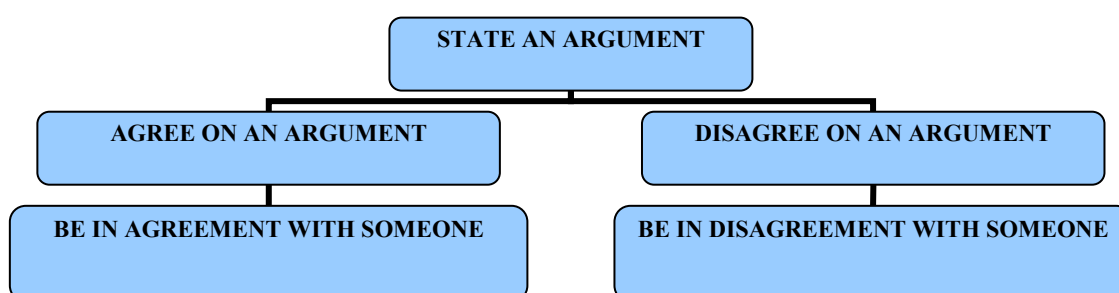 STATE AN ARGUMENT
AGREE ON AN ARGUMENT
DISAGREE ON AN ARGUMENT
BE IN AGREEMENT WITH SOMEONE
BE IN DISAGREEMENT WITH SOMEONE